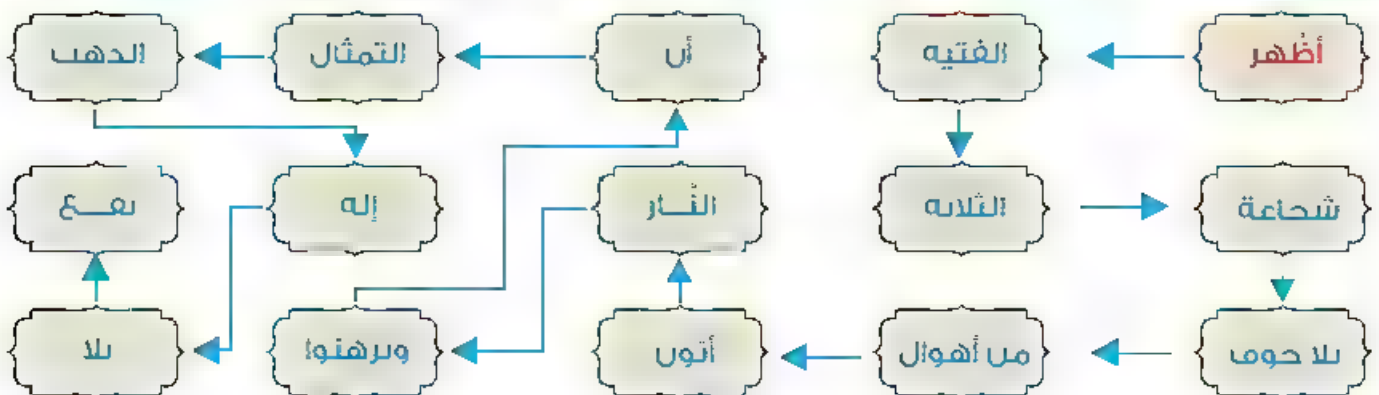 أظهر الفتيه أن التمثال الذهب
شجاعة الثلاثه النار إله نفع
بلا خوف من أهوال أتون وبرهنوا بلا